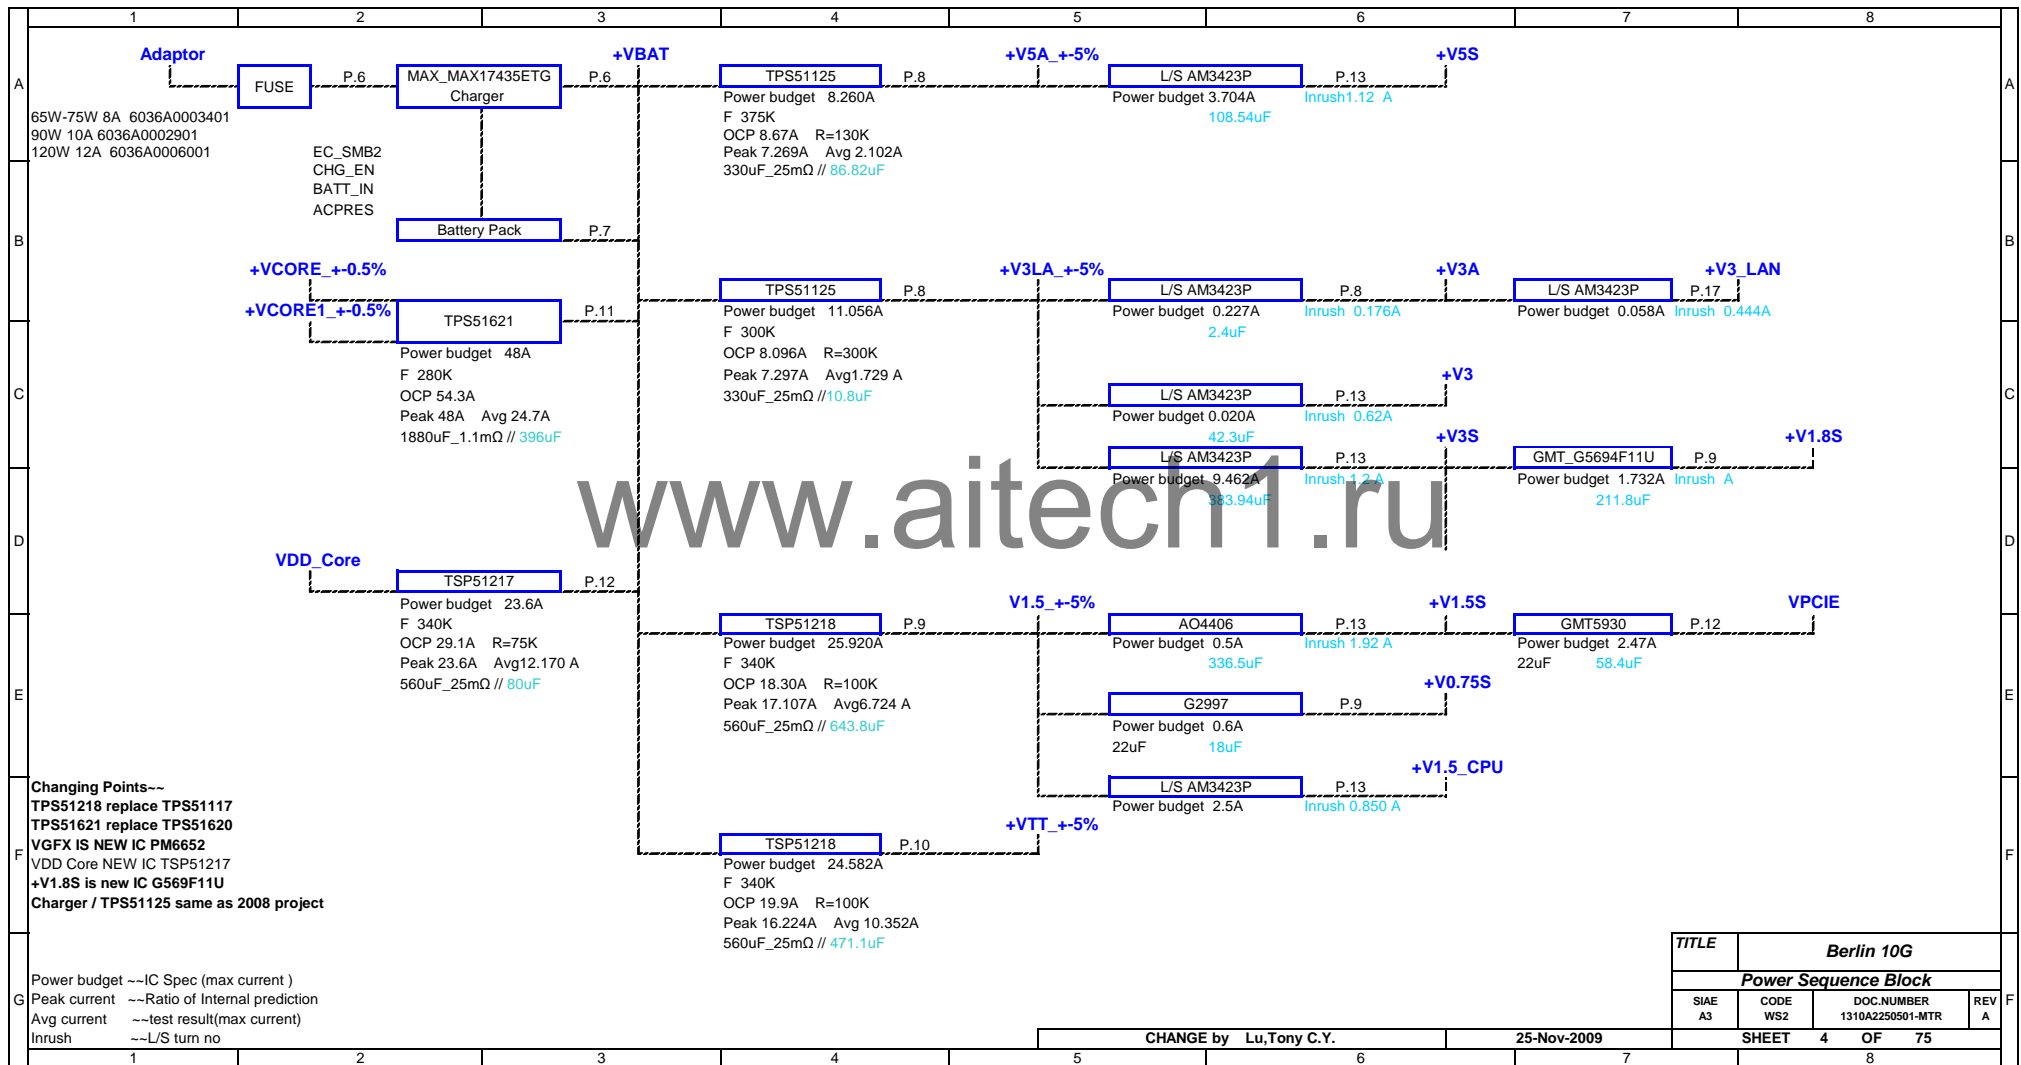 1 2 3 4 5 6 7 8
A A
B B
C C
D D
E E
F F
G F
Adaptor
FUSE
P.6
MAX_MAX17435ETG
Charger
P.6
+VBAT
65W-75W 8A 6036A0003401
90W 10A 6036A0002901
120W 12A 6036A0006001
EC_SMB2
CHG_EN
BATT_IN
ACPRES
Battery Pack
P.7
TPS51125
P.8
+V5A_+-5%
Power budget 8.260A
F 375K
OCP 8.67A R=130K
Peak 7.269A Avg 2.102A
330uF_25mΩ // 86.82uF
L/S AM3423P
P.13
+V5S
Power budget 3.704A
Inrush1.12 A
108.54uF
+VCORE_+-0.5%
+VCORE1_+-0.5%
TPS51621
P.11
Power budget 48A
F 280K
OCP 54.3A
Peak 48A Avg 24.7A
1880uF_1.1mΩ // 396uF
TPS51125
P.8
+V3LA_+-5%
Power budget 11.056A
F 300K
OCP 8.096A R=300K
Peak 7.297A Avg1.729 A
330uF_25mΩ //10.8uF
L/S AM3423P
P.8
+V3A
Power budget 0.227A
Inrush 0.176A
2.4uF
L/S AM3423P
P.17
+V3_LAN
Power budget 0.058A
Inrush 0.444A
L/S AM3423P
P.13
+V3
Power budget 0.020A
Inrush 0.62A
42.3uF
L/S AM3423P
P.13
+V3S
Power budget 9.462A
Inrush 1.2 A
383.94uF
GMT_G5694F11U
P.9
+V1.8S
Power budget 1.732A
Inrush A
211.8uF
www.aitech1.ru
VDD_Core
TSP51217
P.12
Power budget 23.6A
F 340K
OCP 29.1A R=75K
Peak 23.6A Avg12.170 A
560uF_25mΩ // 80uF
TSP51218
P.9
V1.5_+-5%
Power budget 25.920A
F 340K
OCP 18.30A R=100K
Peak 17.107A Avg6.724 A
560uF_25mΩ // 643.8uF
AO4406
P.13
+V1.5S
Power budget 0.5A
Inrush 1.92 A
336.5uF
GMT5930
P.12
VPCIE
Power budget 2.47A
22uF 58.4uF
G2997
P.9
+V0.75S
Power budget 0.6A
22uF 18uF
L/S AM3423P
P.13
+V1.5_CPU
Power budget 2.5A
Inrush 0.850 A
TSP51218
P.10
+VTT_+-5%
Power budget 24.582A
F 340K
OCP 19.9A R=100K
Peak 16.224A Avg 10.352A
560uF_25mΩ // 471.1uF
Changing Points~~
TPS51218 replace TPS51117
TPS51621 replace TPS51620
VGFX IS NEW IC PM6652
VDD Core NEW IC TSP51217
+V1.8S is new IC G569F11U
Charger / TPS51125 same as 2008 project
Power budget ~~IC Spec (max current )
Peak current ~~Ratio of Internal prediction
Avg current ~~test result(max current)
Inrush ~~L/S turn no
TITLE
Berlin 10G
Power Sequence Block
SIAE CODE DOC.NUMBER REV
A3 WS2 1310A2250501-MTR A
CHANGE by Lu,Tony C.Y. 25-Nov-2009 SHEET 4 OF 75
1 2 3 4 5 6 7 8